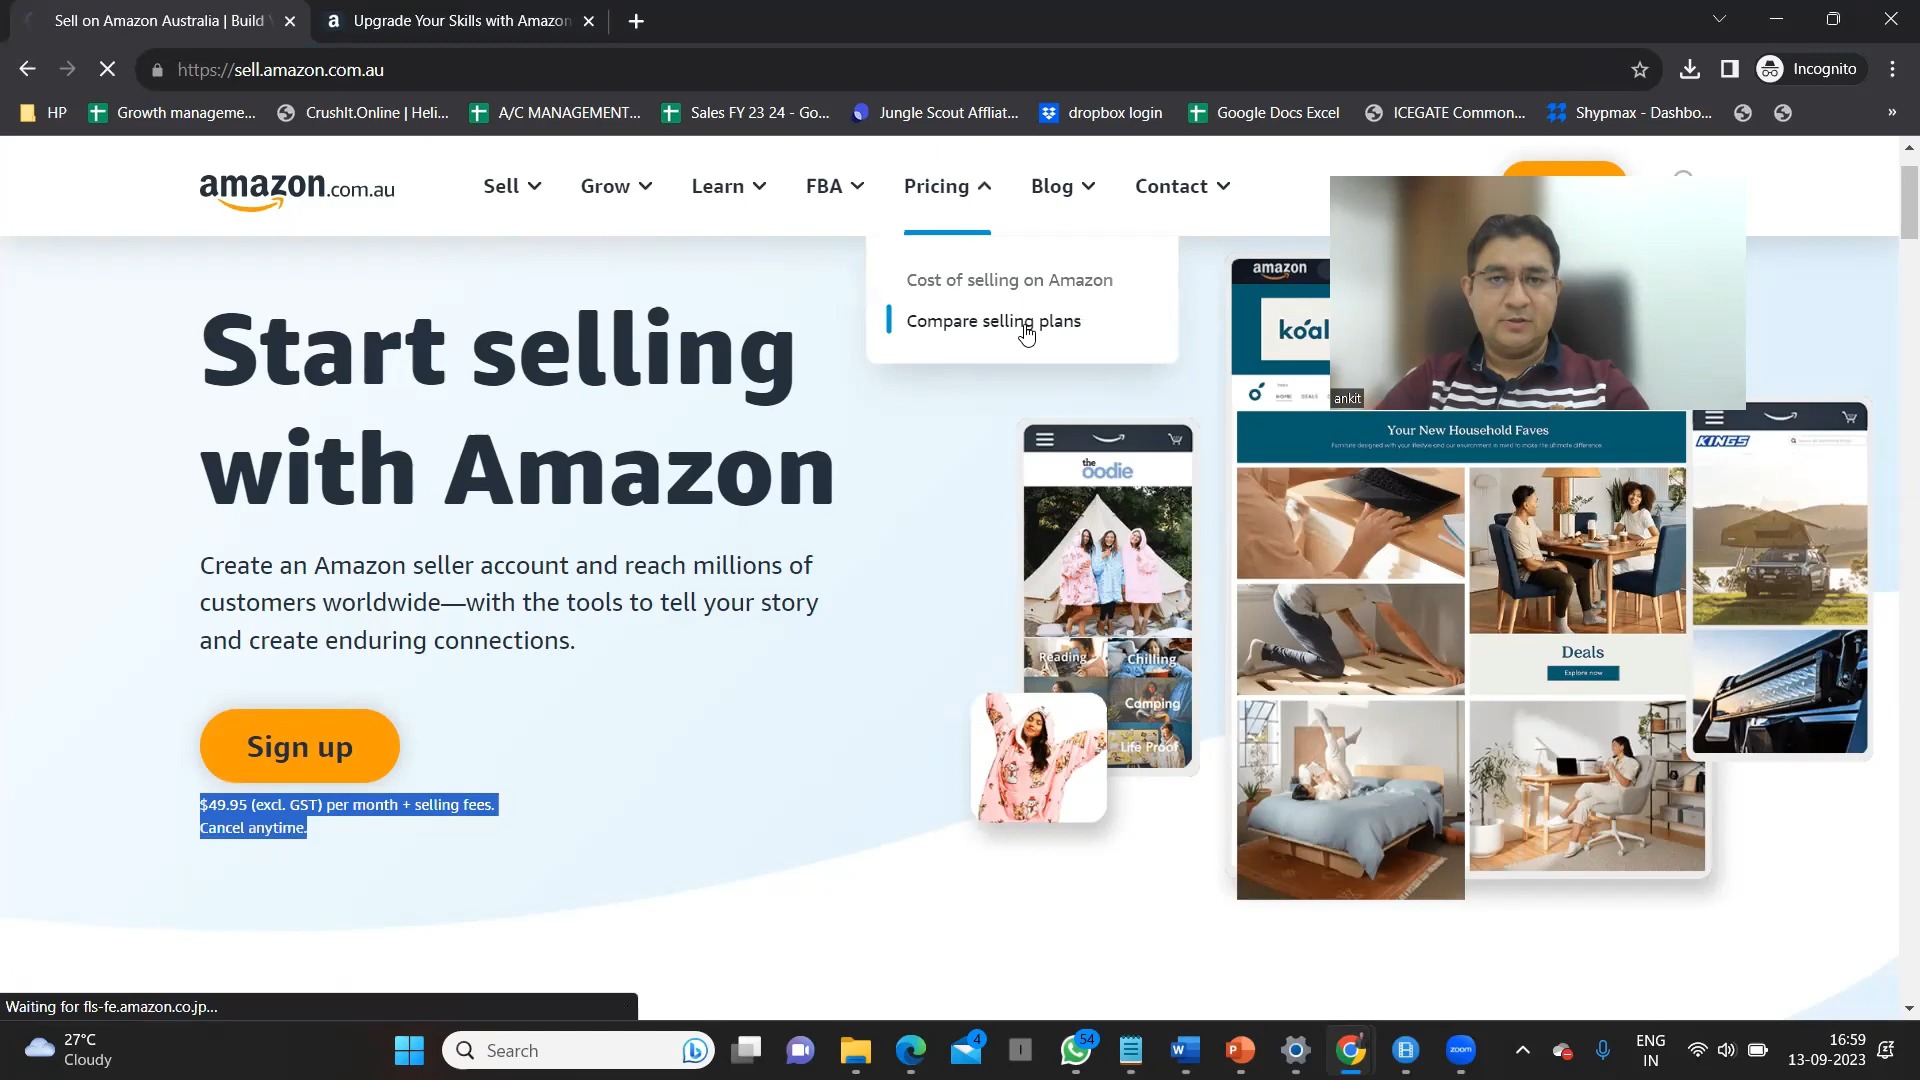 Sell on Amazon Australia | Build
Upgrade Your Skills with Amazon
https://sell.amazon.com.au
Incognito
HP
Growth manageme...
CrushIt.Online | Heli...
A/C MANAGEMENT...
Sales FY 23 24 - Go...
Jungle Scout Affliat...
dropbox login
Google Docs Excel
ICEGATE Common...
Shypmax - Dashbo...
»
amazon.com.au
Sell
Grow
Learn
FBA
Pricing
Blog
Contact
Cost of selling on Amazon
Compare selling plans
Start selling
with Amazon
Create an Amazon seller account and reach millions of
customers worldwide—with the tools to tell your story
and create enduring connections.
Sign up
$49.95 (excl. GST) per month + selling fees.
Cancel anytime.
amazon
koal
HOME
DEALS
ankit
Your New Household Faves
the
oodie
Reading
Chilling
Camping
Life Proof
Deals
Explore now
KINGS
Waiting for fls-fe.amazon.co.jp...
27°C
Cloudy
Search
4
54
zoom
ENG
IN
16:59
13-09-2023